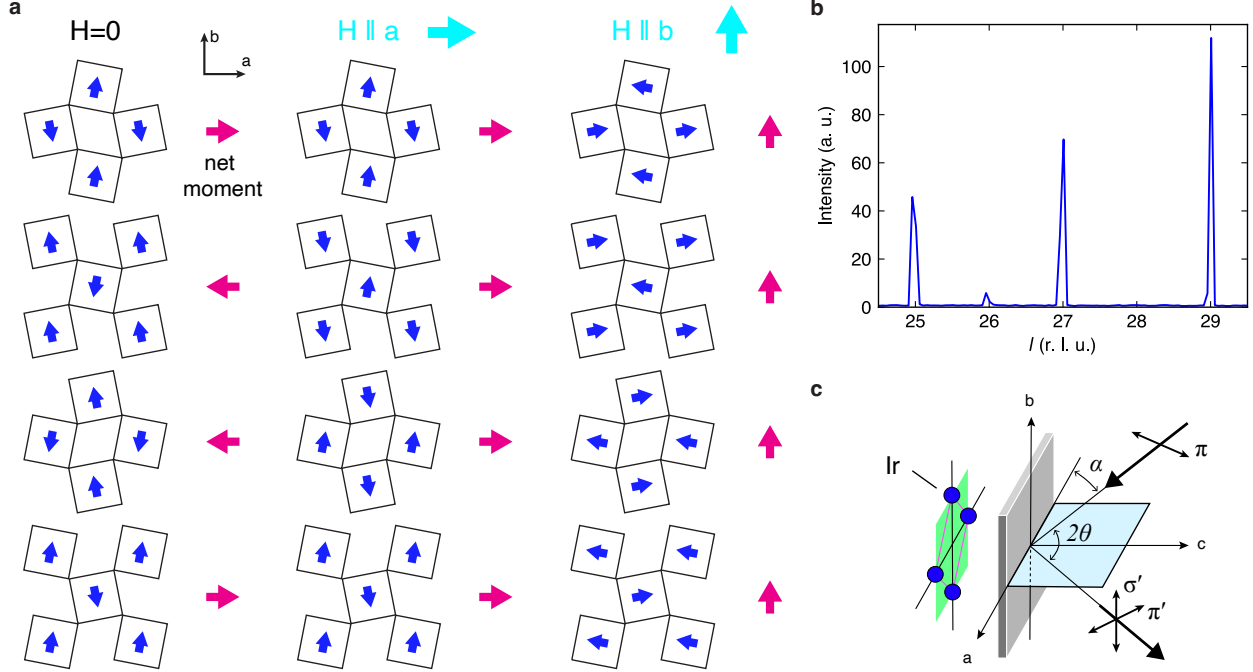 a
H=0
b
a
H ∥ a
H ∥ b
net
moment
b
Intensity (a. u.)
100
80
60
40
20
0
25
26
27
28
29
l (r. l. u.)
c
b
Ir
α
π
2θ
c
σ′
π′
a